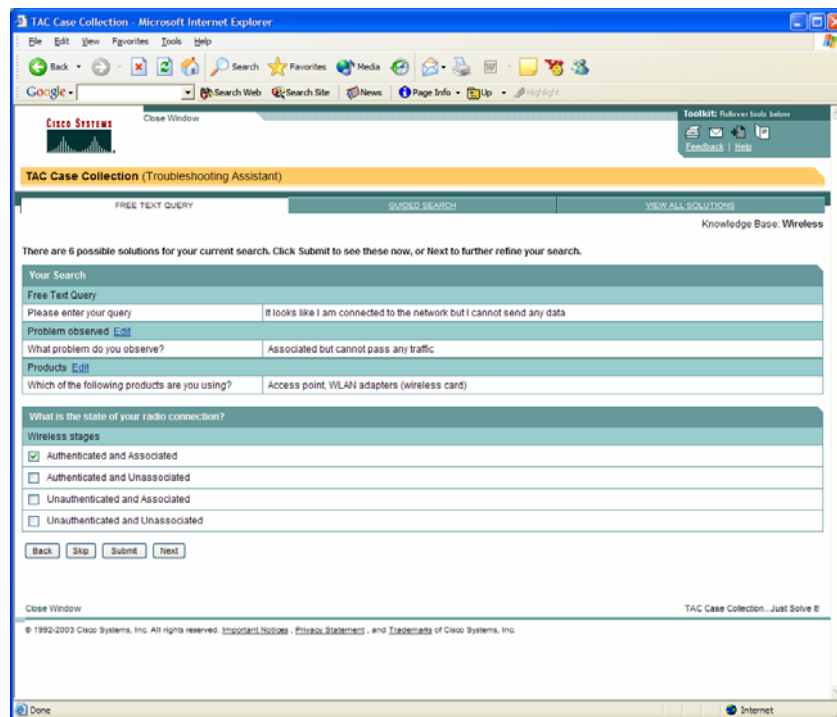 TAC Case Collection - Microsoft Internet Explorer
File Edit View Favorites Tools Help
Back Search Favorites Media
Google Search Web Search Site News Page Info Up Highlight
CISCO SYSTEMS
Close Window
Toolkit: Rollover tools below
Feedback | Help
TAC Case Collection (Troubleshooting Assistant)
FREE TEXT QUERY GUIDED SEARCH VIEW ALL SOLUTIONS
Knowledge Base: Wireless
There are 6 possible solutions for your current search. Click Submit to see these now, or Next to further refine your search.
Your Search
Free Text Query
Please enter your query It looks like I am connected to the network but I cannot send any data
Problem observed Edit
What problem do you observe? Associated but cannot pass any traffic
Products Edit
Which of the following products are you using? Access point, WLAN adapters (wireless card)
What is the state of your radio connection?
Wireless stages
Authenticated and Associated
Authenticated and Unassociated
Unauthenticated and Associated
Unauthenticated and Unassociated
Back Skip Submit Next
Close Window TAC Case Collection...Just Solve It!
© 1992-2003 Cisco Systems, Inc. All rights reserved. Important Notices , Privacy Statement , and Trademarks of Cisco Systems, Inc.
Done Internet